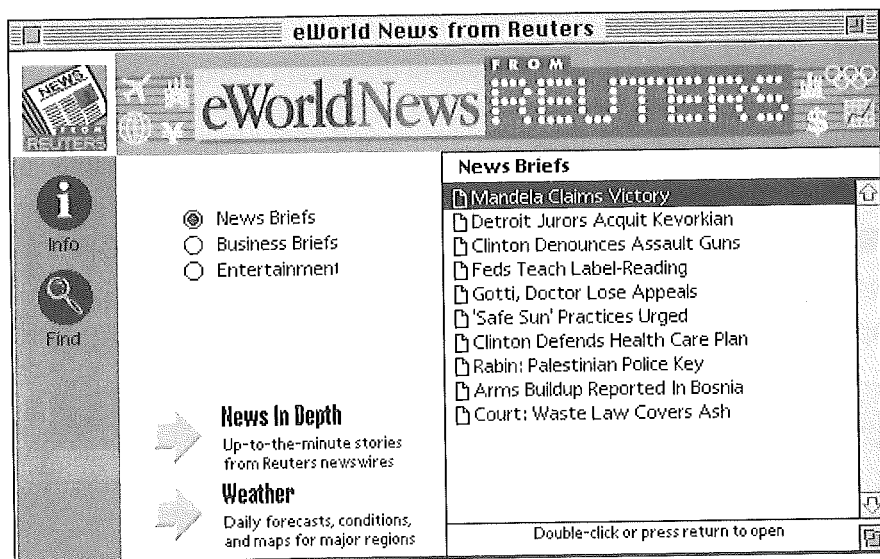 eWorld News from Reuters
NEWS
FROM
REUTERS
eWorldNews
FROM
REUTERS
Info
Find
News Briefs
Business Briefs
Entertainment
News In Depth
Up-to-the-minute stories
from Reuters newswires
Weather
Daily forecasts, conditions,
and maps for major regions
News Briefs
Mandela Claims Victory
Detroit Jurors Acquit Kevorkian
Clinton Denounces Assault Guns
Feds Teach Label-Reading
Gotti, Doctor Lose Appeals
'Safe Sun' Practices Urged
Clinton Defends Health Care Plan
Rabin: Palestinian Police Key
Arms Buildup Reported In Bosnia
Court: Waste Law Covers Ash
Double-click or press return to open